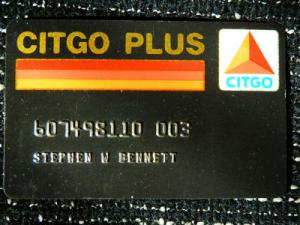 CITGO PLUS
CITGO
607498110 003
STEPHEN W BENNETT